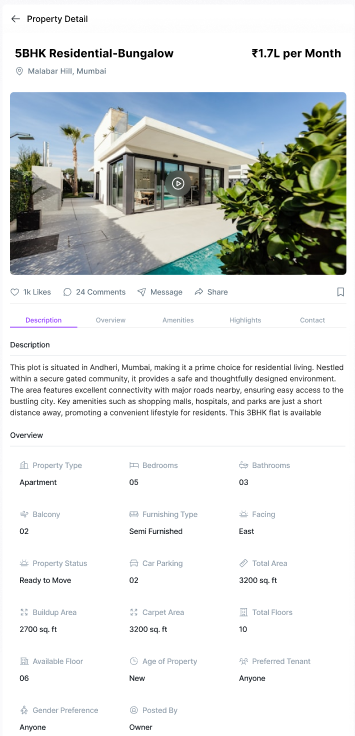 Property Detail
5BHK Residential-Bungalow ₹1.7L per Month
Malabar Hill, Mumbai
1k Likes 24 Comments Message Share
Description Overview Amenities Highlights Contact
Description
This plot is situated in Andheri, Mumbai, making it a prime choice for residential living. Nestled
within a secure gated community, it provides a safe and thoughtfully designed environment.
The area features excellent connectivity with major roads nearby, ensuring easy access to the
bustling city. Key amenities such as shopping malls, hospitals, and parks are just a short
distance away, promoting a convenient lifestyle for residents. This 3BHK flat is available
Overview
Property Type Bedrooms Bathrooms
Apartment 05 03
Balcony Furnishing Type Facing
02 Semi Furnished East
Property Status Car Parking Total Area
Ready to Move 02 3200 sq. ft
Buildup Area Carpet Area Total Floors
2700 sq. ft 3200 sq. ft 10
Available Floor Age of Property Preferred Tenant
06 New Anyone
Gender Preference Posted By
Anyone Owner